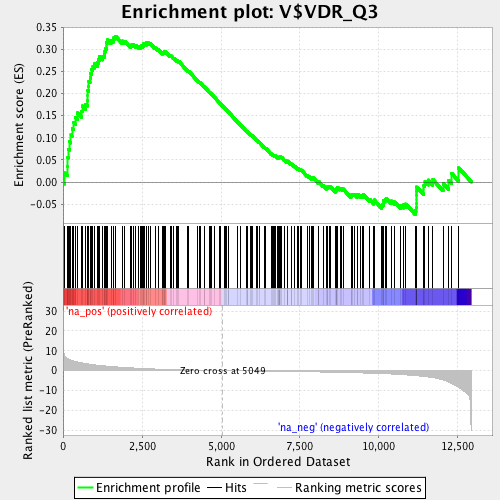 Enrichment plot: V$VDR_Q3
Enrichment score (ES)
0.35
0.30
0.25
0.20
0.15
0.10
0.05
0.00
-0.05
'na_pos' (positively correlated)
Ranked list metric (PreRanked)
30
20
10
0
-10
-20
-30
Zero cross at 5049
'na_neg' (negatively correlated)
0 2,500 5,000 7,500 10,000 12,500
Rank in Ordered Dataset
Enrichment profile Hits Ranking metric scores